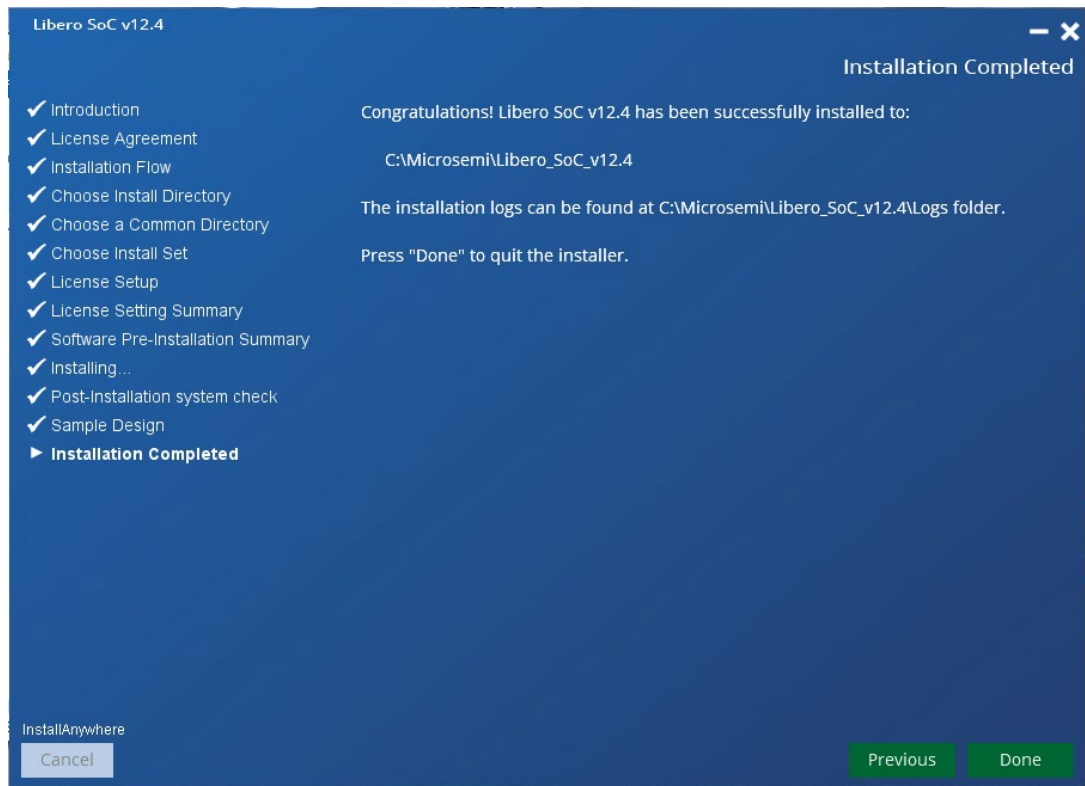 Libero SoC v12.4
Installation Completed
Introduction
License Agreement
Installation Flow
Choose Install Directory
Choose a Common Directory
Choose Install Set
License Setup
License Setting Summary
Software Pre-Installation Summary
Installing...
Post-Installation system check
Sample Design
Installation Completed
Congratulations! Libero SoC v12.4 has been successfully installed to:
C:\Microsemi\Libero_SoC_v12.4
The installation logs can be found at C:\Microsemi\Libero_SoC_v12.4\Logs folder.
Press "Done" to quit the installer.
InstallAnywhere
Cancel
Previous
Done